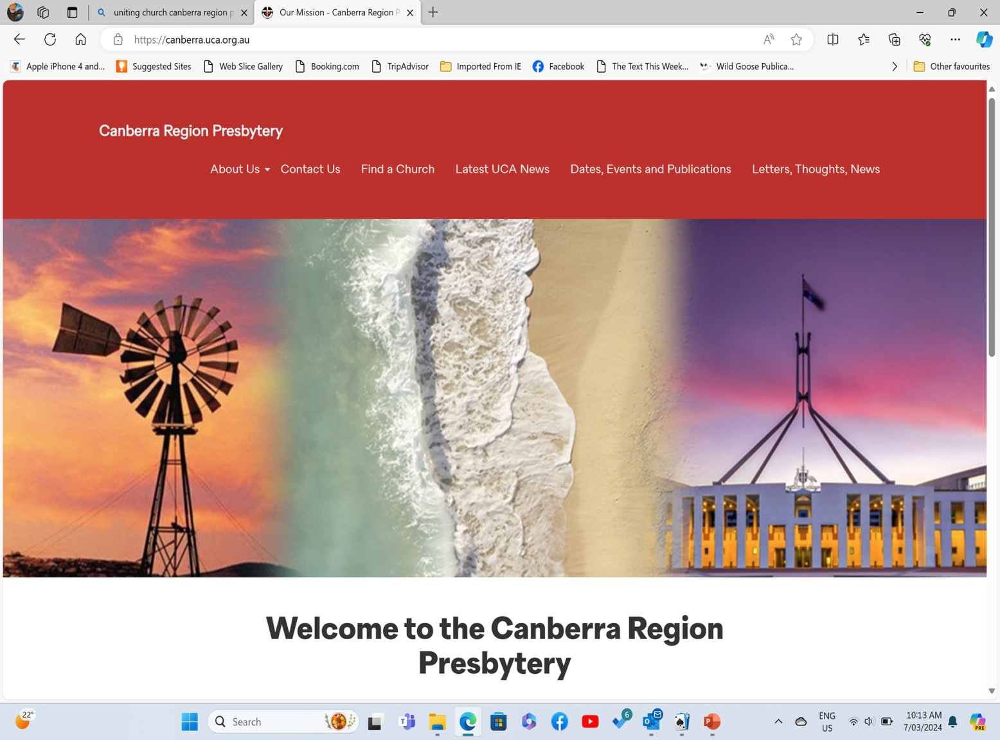 uniting church canberra region p
Our Mission - Canberra Region P
https://canberra.uca.org.au
Apple iPhone 4 and...
Suggested Sites
Web Slice Gallery
Booking.com
TripAdvisor
Imported From IE
Facebook
The Text This Week...
Wild Goose Publica...
Other favourites
Canberra Region Presbytery
About Us
Contact Us
Find a Church
Latest UCA News
Dates, Events and Publications
Letters, Thoughts, News
Welcome to the Canberra Region
Presbytery
22°
Search
6
ENG
US
10:13 AM
7/03/2024
PRE